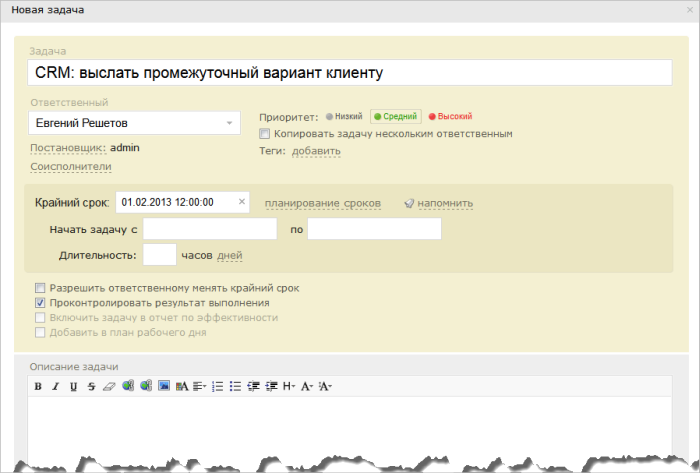 Новая задача
Задача
CRM: выслать промежуточный вариант клиенту
Ответственный
Евгений Решетов
Приоритет: Низкий Средний Высокий
Копировать задачу нескольким ответственным
Постановщик: admin
Теги: добавить
Соисполнители
Крайний срок: 01.02.2013 12:00:00 планирование сроков напомнить
Начать задачу с по
Длительность: часов дней
Разрешить ответственному менять крайний срок
Проконтролировать результат выполнения
Включить задачу в отчет по эффективности
Добавить в план рабочего дня
Описание задачи
B I U S A H A A